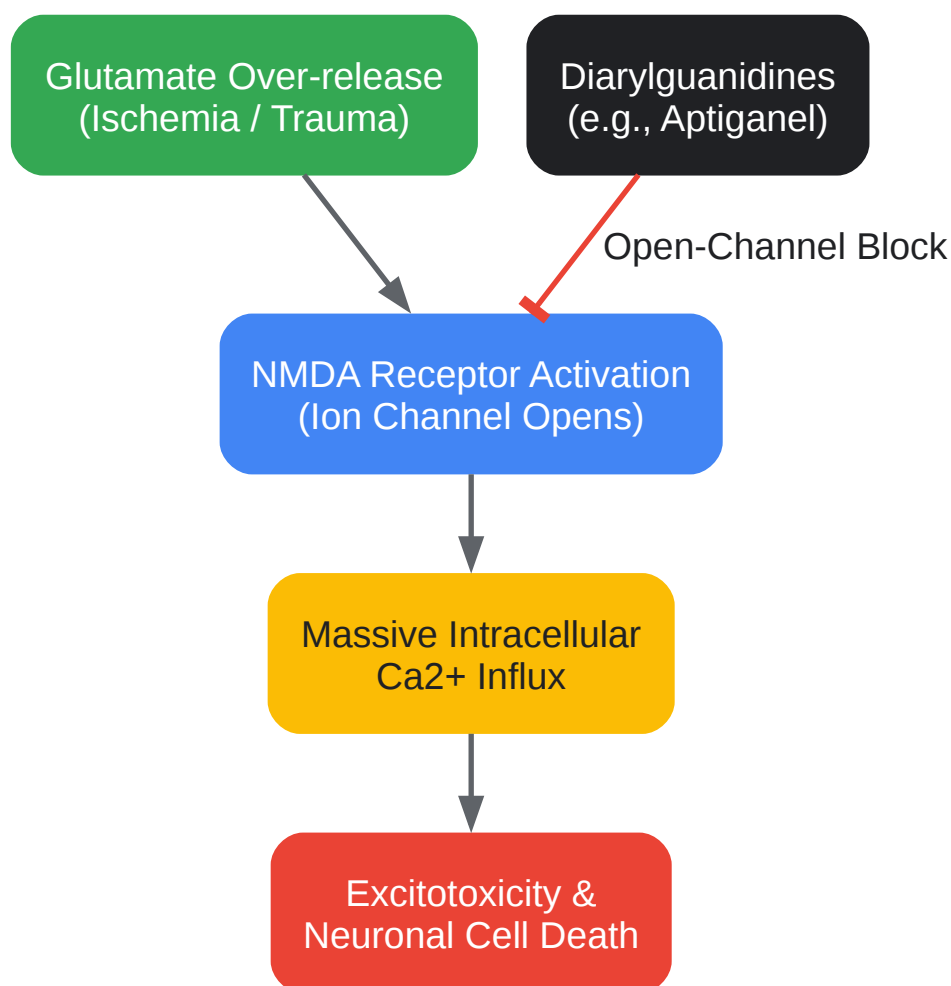 Glutamate Over-release
(Ischemia / Trauma)
Diarylguanidines
(e.g., Aptiganel)
Open-Channel Block
NMDA Receptor Activation
(Ion Channel Opens)
Massive Intracellular
Ca2+ Influx
Excitotoxicity &
Neuronal Cell Death